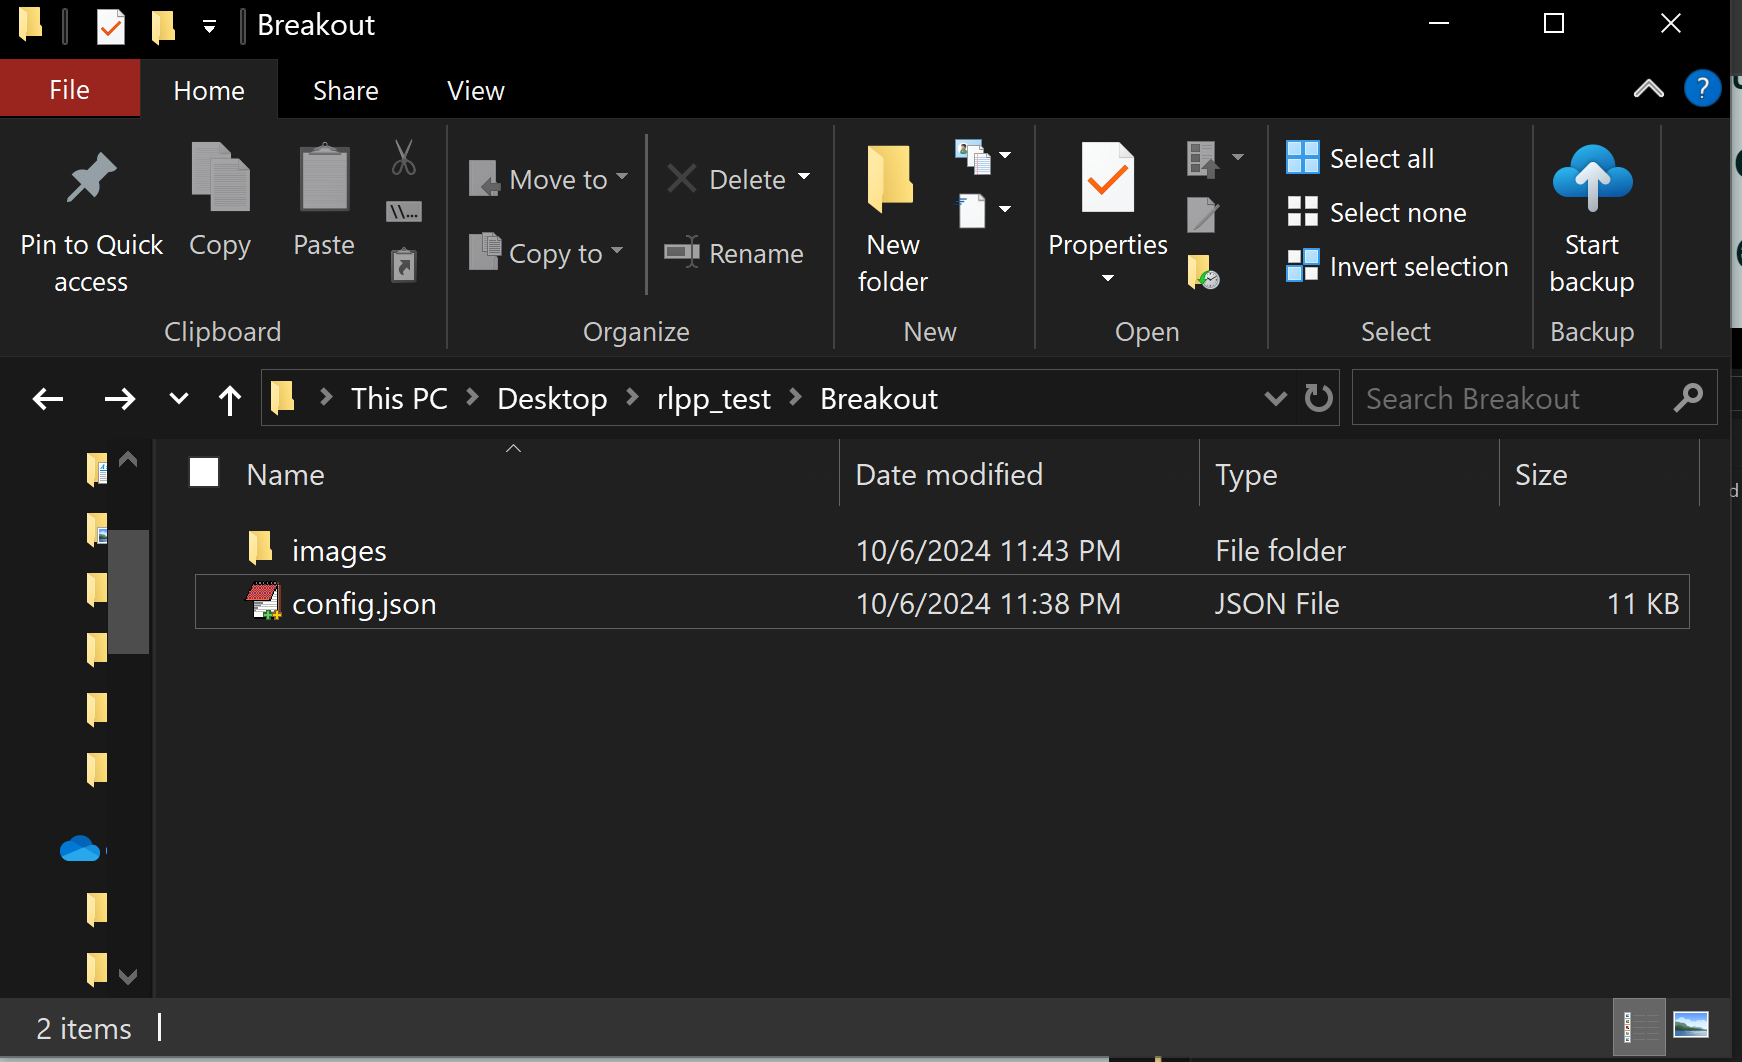 Breakout
File Home Share View
Pin to Quick access
Copy
Paste
Clipboard
Move to
Copy to
Delete
Rename
Organize
New folder
New
Properties
Open
Select all
Select none
Invert selection
Select
Start backup
Backup
This PC Desktop rlpp_test Breakout
Search Breakout
Name Date modified Type Size
images 10/6/2024 11:43 PM File folder
config.json 10/6/2024 11:38 PM JSON File 11 KB
2 items